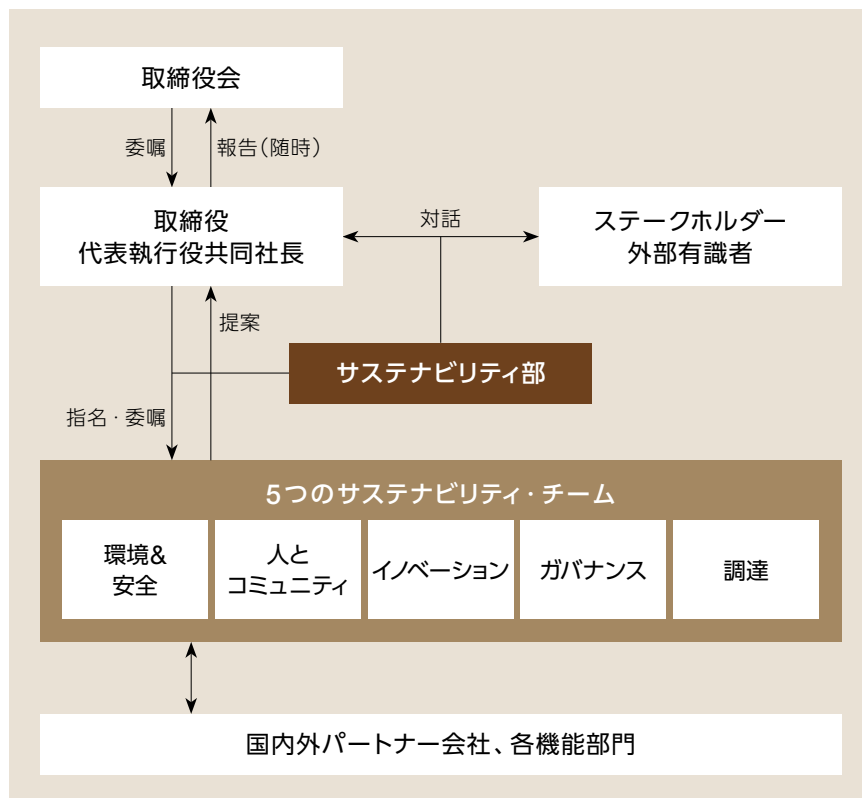 取締役会
委嘱
報告(随時)
取締役
代表執行役共同社長
対話
ステークホルダー
外部有識者
提案
サステナビリティ部
指名・委嘱
5つのサステナビリティ・チーム
環境&
安全
人と
コミュニティ
イノベーション
ガバナンス
調達
国内外パートナー会社、各機能部門